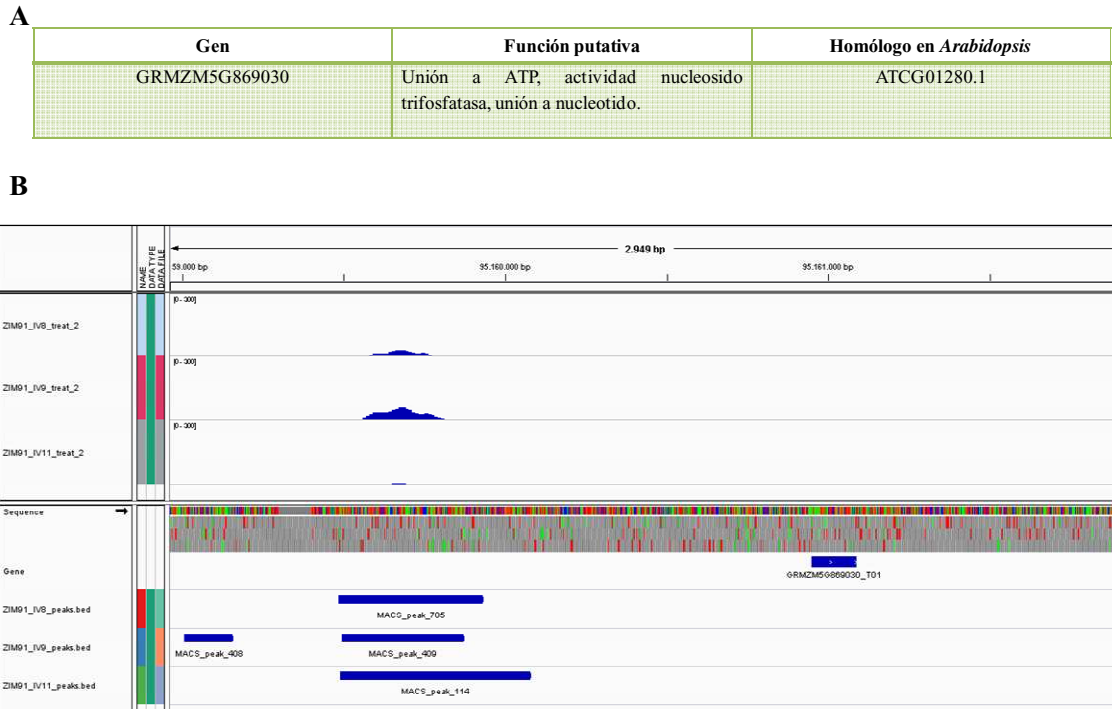 A
Gen
Función putativa
Homólogo en Arabidopsis
GRMZM5G869030
Unión a ATP, actividad nucleosido
trifosfatasa, unión a nucleotido.
ATCG01280.1
B
NAME
DATA TYPE
DATA FILE
2.949 bp
59.000 bp
95.160.000 bp
95.161.000 bp
ZIM91_IV8_treat_2
[0 - 300]
ZIM91_IV9_treat_2
[0 - 300]
ZIM91_IV11_treat_2
[0 - 300]
Sequence
Gene
GRMZM5G869030_T01
ZIM91_IV8_peaks.bed
MACS_peak_705
ZIM91_IV9_peaks.bed
MACS_peak_408
MACS_peak_409
ZIM91_IV11_peaks.bed
MACS_peak_114